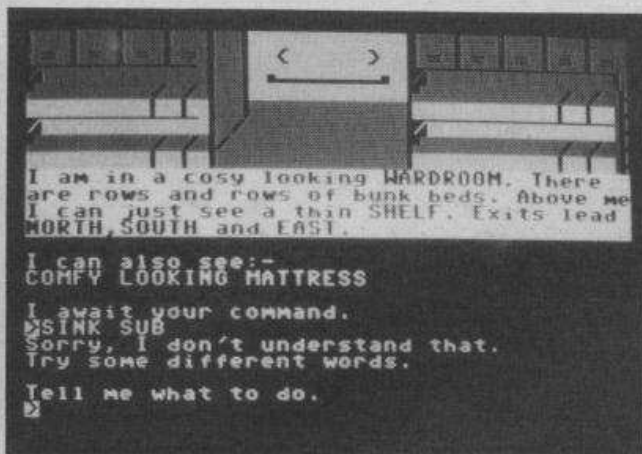 I am in a cosy looking WARDROOM. There
are rows and rows of bunk beds. Above me
I can just see a thin SHELF. Exits lead
NORTH,SOUTH and EAST.
I can also see:-
COMFY LOOKING MATTRESS
I await your command.
>SINK SUB
Sorry, I don't understand that.
Try some different words.
Tell me what to do.
>